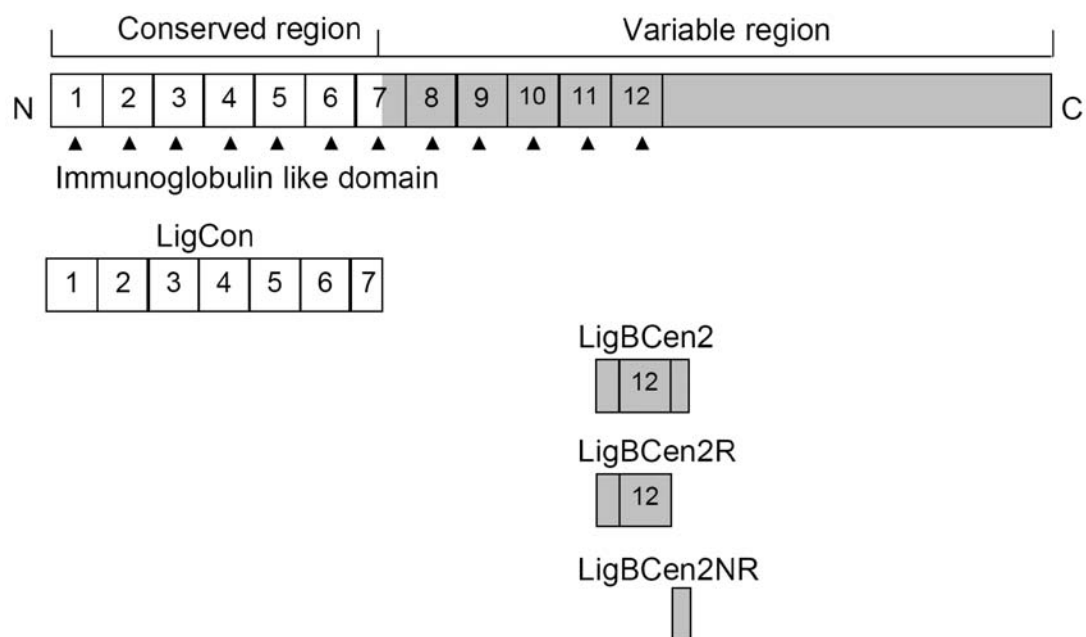 Conserved region Variable region
N 1 2 3 4 5 6 7 8 9 10 11 12 C
Immunoglobulin like domain
LigCon
1 2 3 4 5 6 7
LigBCen2
12
LigBCen2R
12
LigBCen2NR